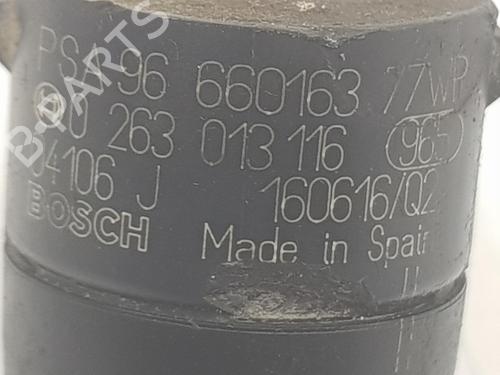 PSA 96 660163 77WP
0 263 013 116 965
04106 J 160616/Q2
BOSCH Made in Spain
B-PARTS